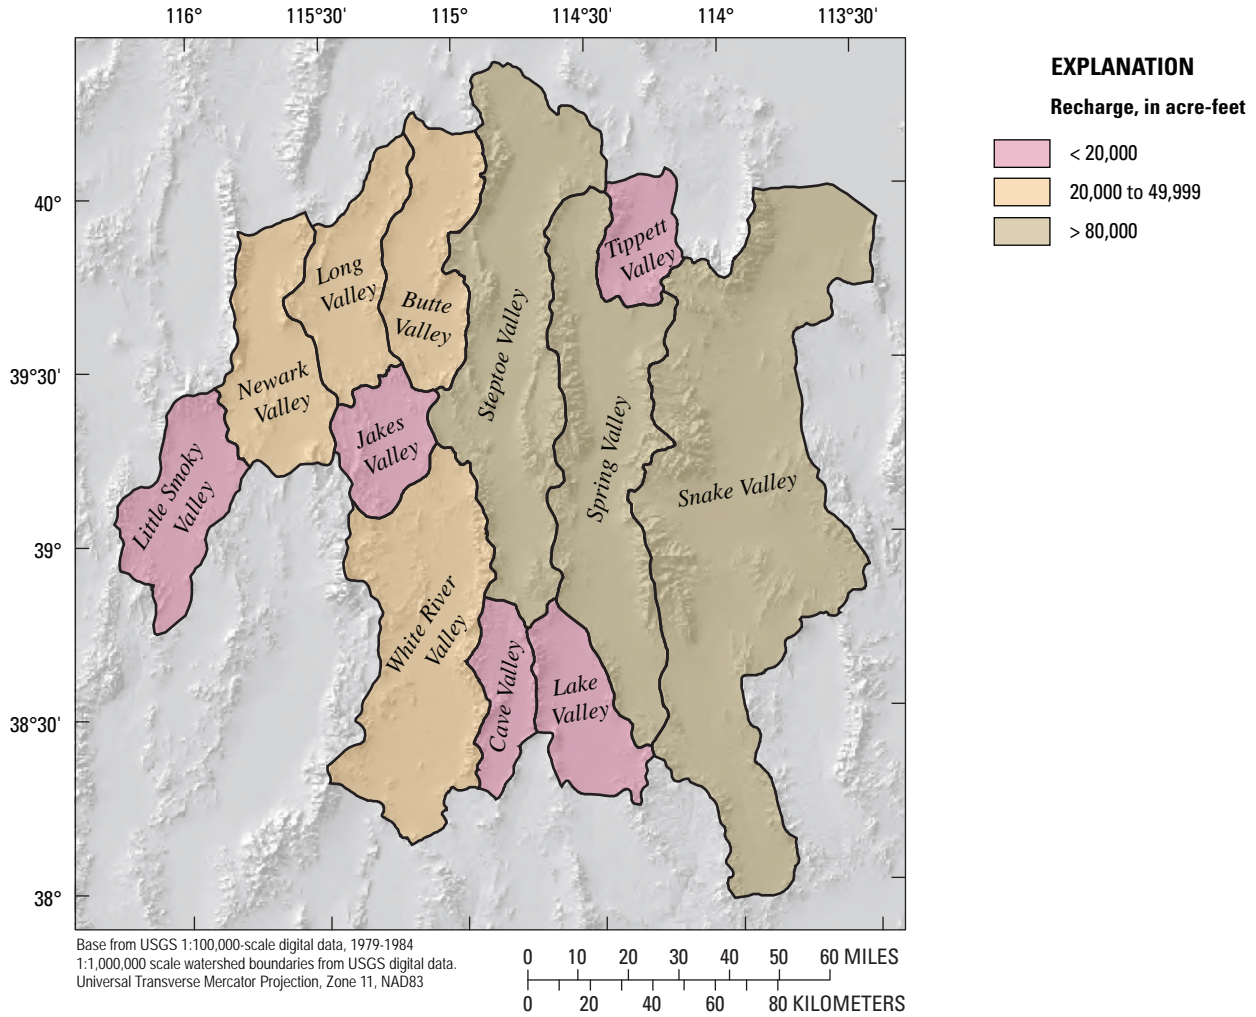 116°
115°30'
115°
114°30'
114°
113°30'
EXPLANATION
Recharge, in acre-feet
< 20,000
20,000 to 49,999
> 80,000
40°
39°30'
39°
38°30'
38°
Tippett
Valley
Long
Valley
Butte
Valley
Steptoe Valley
Newark
Valley
Jakes
Valley
Spring Valley
Snake Valley
Little Smoky
Valley
White River
Valley
Cave Valley
Lake
Valley
Base from USGS 1:100,000-scale digital data, 1979-1984
1:1,000,000 scale watershed boundaries from USGS digital data.
Universal Transverse Mercator Projection, Zone 11, NAD83
0 10 20 30 40 50 60 MILES
0 20 40 60 80 KILOMETERS